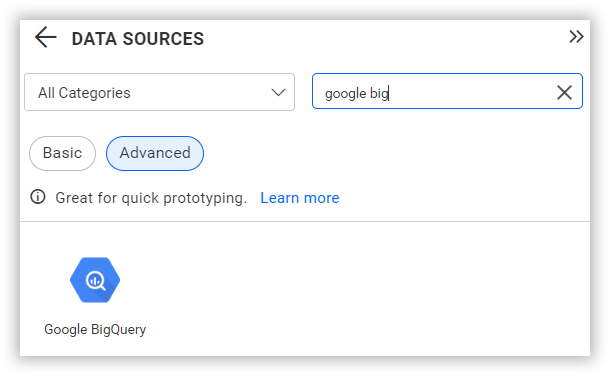 DATA SOURCES
All Categories
google big
Basic
Advanced
Great for quick prototyping. Learn more
Google BigQuery